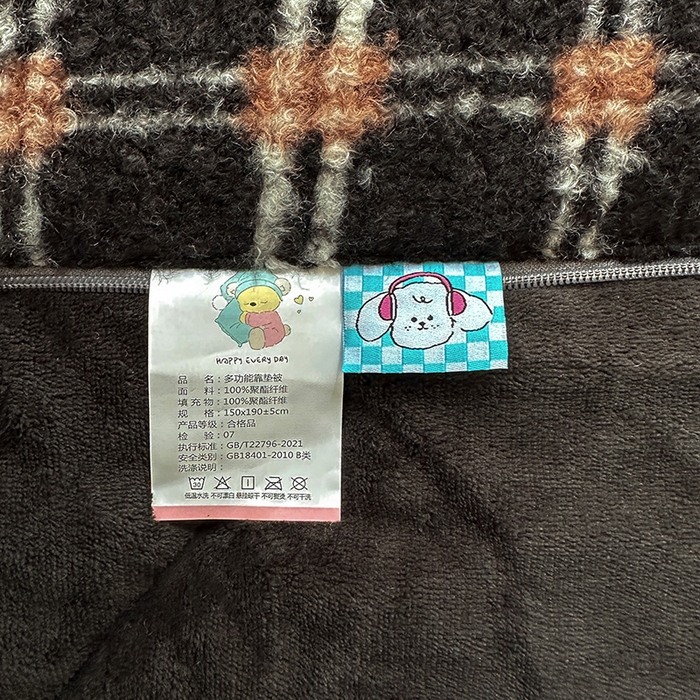 HAPPY EVERY DAY
品 名：多功能靠垫被
面 料：100%聚酯纤维
填 充 物：100%聚酯纤维
规 格：150x190±5cm
产品等级：合格品
检 验：07
执行标准：GB/T22796-2021
安全类别：GB18401-2010 B类
洗涤说明：
30
低温水洗 不可漂白 悬挂晾干 不可熨烫 不可干洗